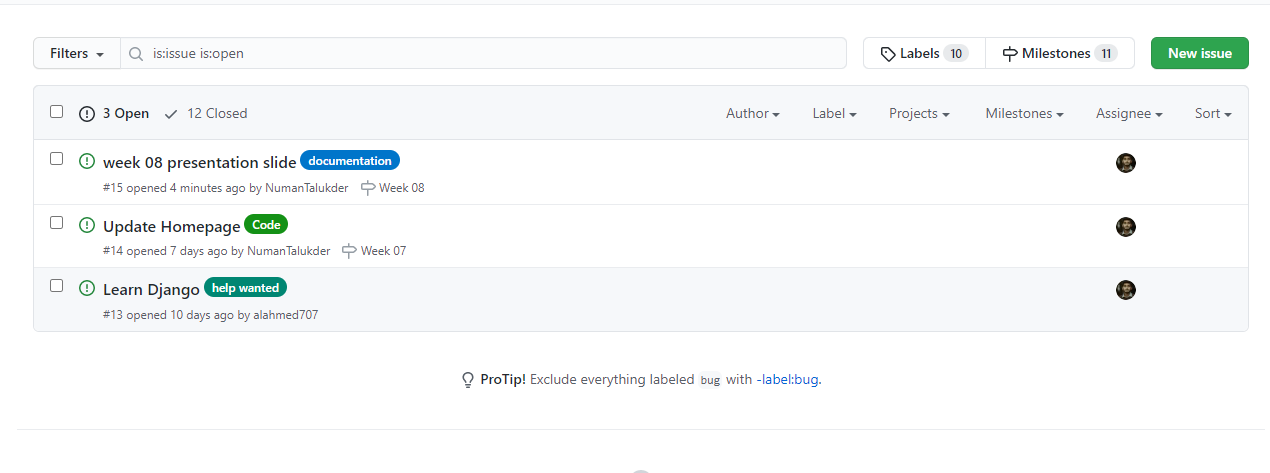 Filters is:issue is:open Labels 10 Milestones 11 New issue
3 Open 12 Closed Author Label Projects Milestones Assignee Sort
week 08 presentation slide documentation
#15 opened 4 minutes ago by NumanTalukder Week 08
Update Homepage Code
#14 opened 7 days ago by NumanTalukder Week 07
Learn Django help wanted
#13 opened 10 days ago by alahmed707
ProTip! Exclude everything labeled bug with -label:bug.